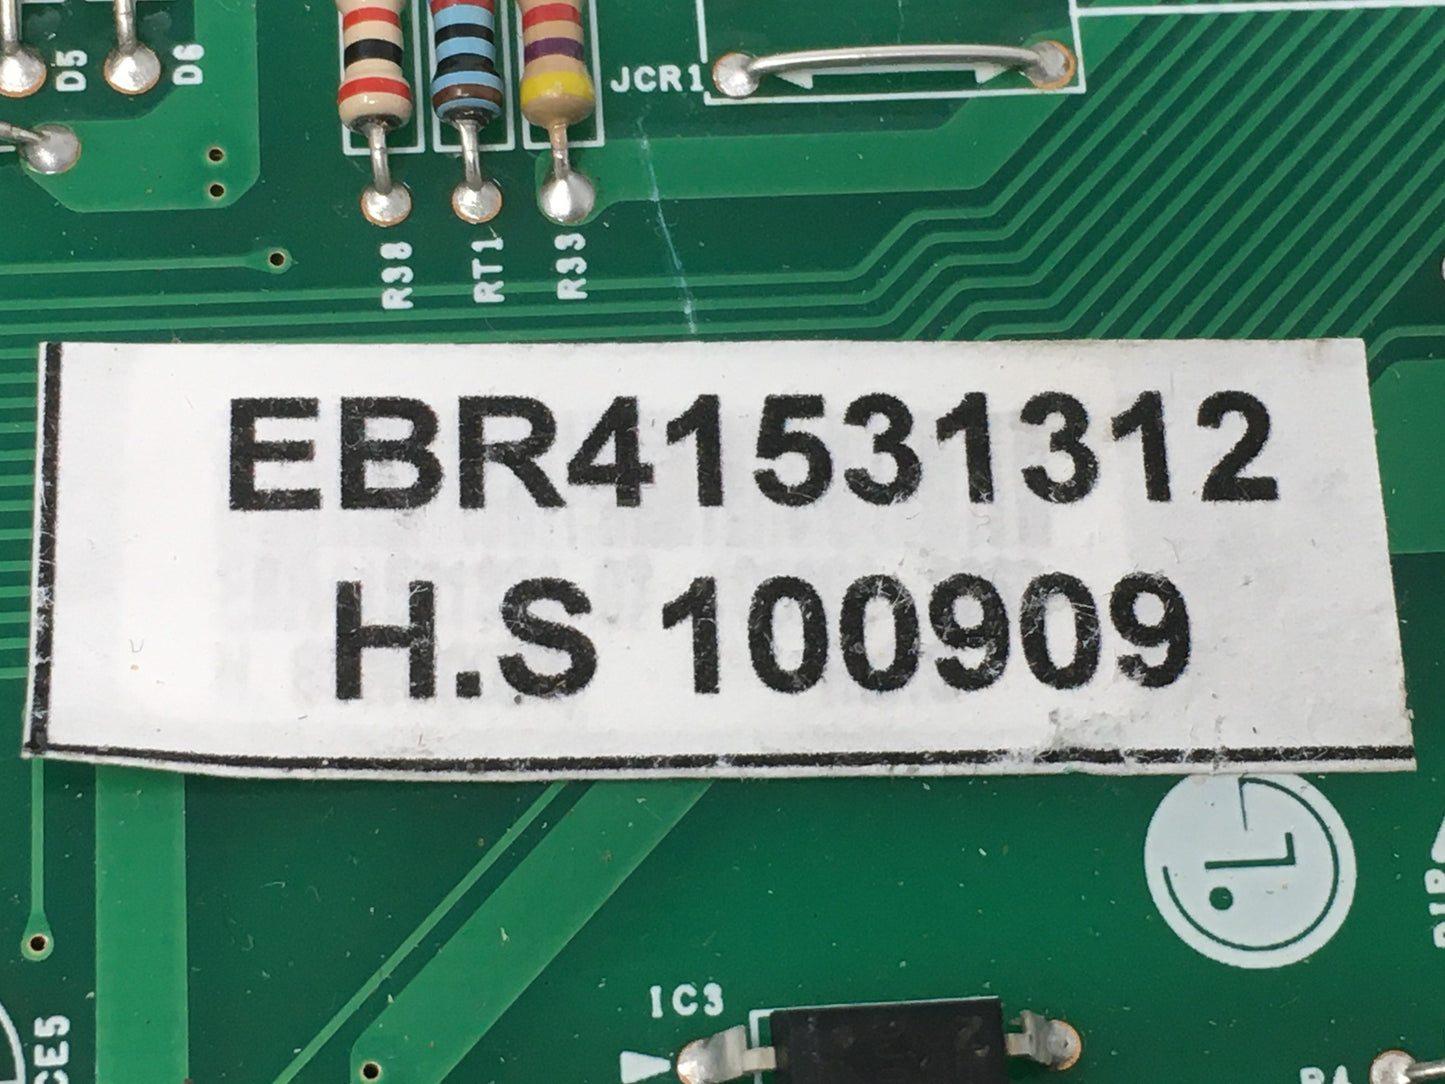 D5
D6
JCR1
R38
RT1
R33
EBR41531312
H.S 100909
IC3
CE5